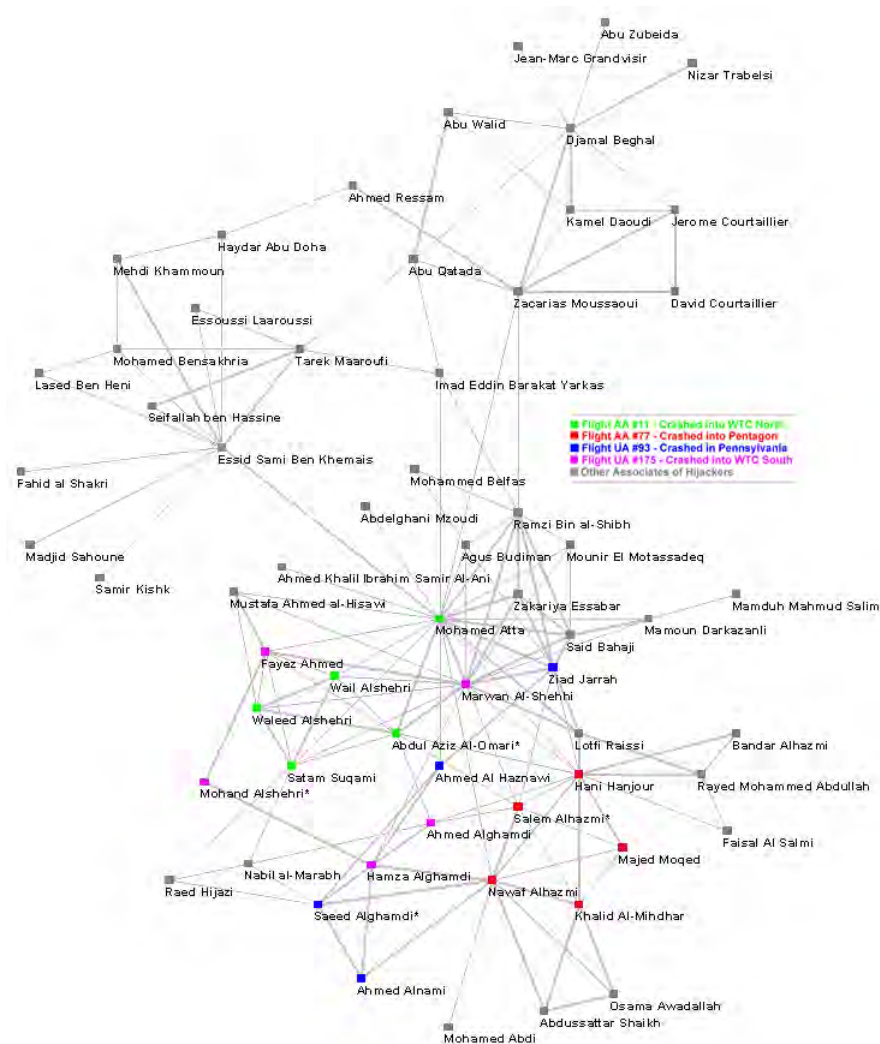 Abu Zubeida
Jean-Marc Grandvisir
Nizar Trabelsi
Abu Walid
Djamal Beghal
Ahmed Ressam
Kamel Daoudi
Jerome Courtaillier
Haydar Abu Doha
Mehdi Khammoun
Abu Qatada
Zacarias Moussaoui
David Courtaillier
Essoussi Laaroussi
Mohamed Bensakhria
Tarek Maaroufi
Lased Ben Heni
Imad Eddin Barakat Yarkas
Seifallah ben Hassine
Flight AA #11 - Crashed into WTC North
Flight AA #77 - Crashed into Pentagon
Flight UA #93 - Crashed in Pennsylvania
Flight UA #175 - Crashed into WTC South
Other Associates of Hijackers
Essid Sami Ben Khemais
Mohammed Belfas
Fahid al Shakri
Abdelghani Mzoudi
Ramzi Bin al-Shibh
Madjid Sahoune
Agus Budiman
Mounir El Motassadeq
Samir Kishk
Ahmed Khalil Ibrahim Samir Al-Ani
Mustafa Ahmed al-Hisawi
Zakariya Essabar
Mamduh Mahmud Salim
Mohamed Atta
Mamoun Darkazanli
Said Bahaji
Fayez Ahmed
Ziad Jarrah
Wail Alshehri
Marwan Al-Shehhi
Waleed Alshehri
Abdul Aziz Al-Omari*
Lotfi Raissi
Bandar Alhazmi
Satam Suqami
Ahmed Al Haznawi
Hani Hanjour
Rayed Mohammed Abdullah
Mohand Alshehri*
Salem Alhazmi*
Ahmed Alghamdi
Faisal Al Salmi
Majed Moqed
Nabil al-Marabh
Hamza Alghamdi
Raed Hijazi
Nawaf Alhazmi
Saeed Alghamdi*
Khalid Al-Mihdhar
Ahmed Alnami
Osama Awadallah
Abdussattar Shaikh
Mohamed Abdi